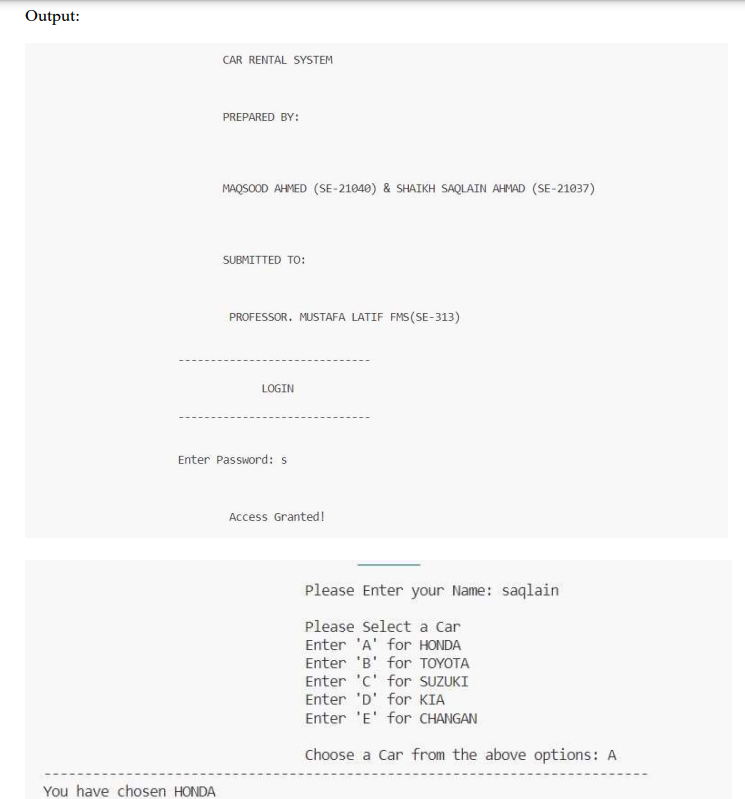 Output:
CAR RENTAL SYSTEM
PREPARED BY:
MAQSOOD AHMED (SE-21040) & SHAIKH SAQLAIN AHMAD (SE-21037)
SUBMITTED TO:
PROFESSOR. MUSTAFA LATIF FMS(SE-313)
------------------------------
LOGIN
------------------------------
Enter Password: s
Access Granted!
Please Enter your Name: saqlain
Please Select a Car
Enter 'A' for HONDA
Enter 'B' for TOYOTA
Enter 'C' for SUZUKI
Enter 'D' for KIA
Enter 'E' for CHANGAN
Choose a Car from the above options: A
--------------------------------------------------------------------------
You have chosen HONDA